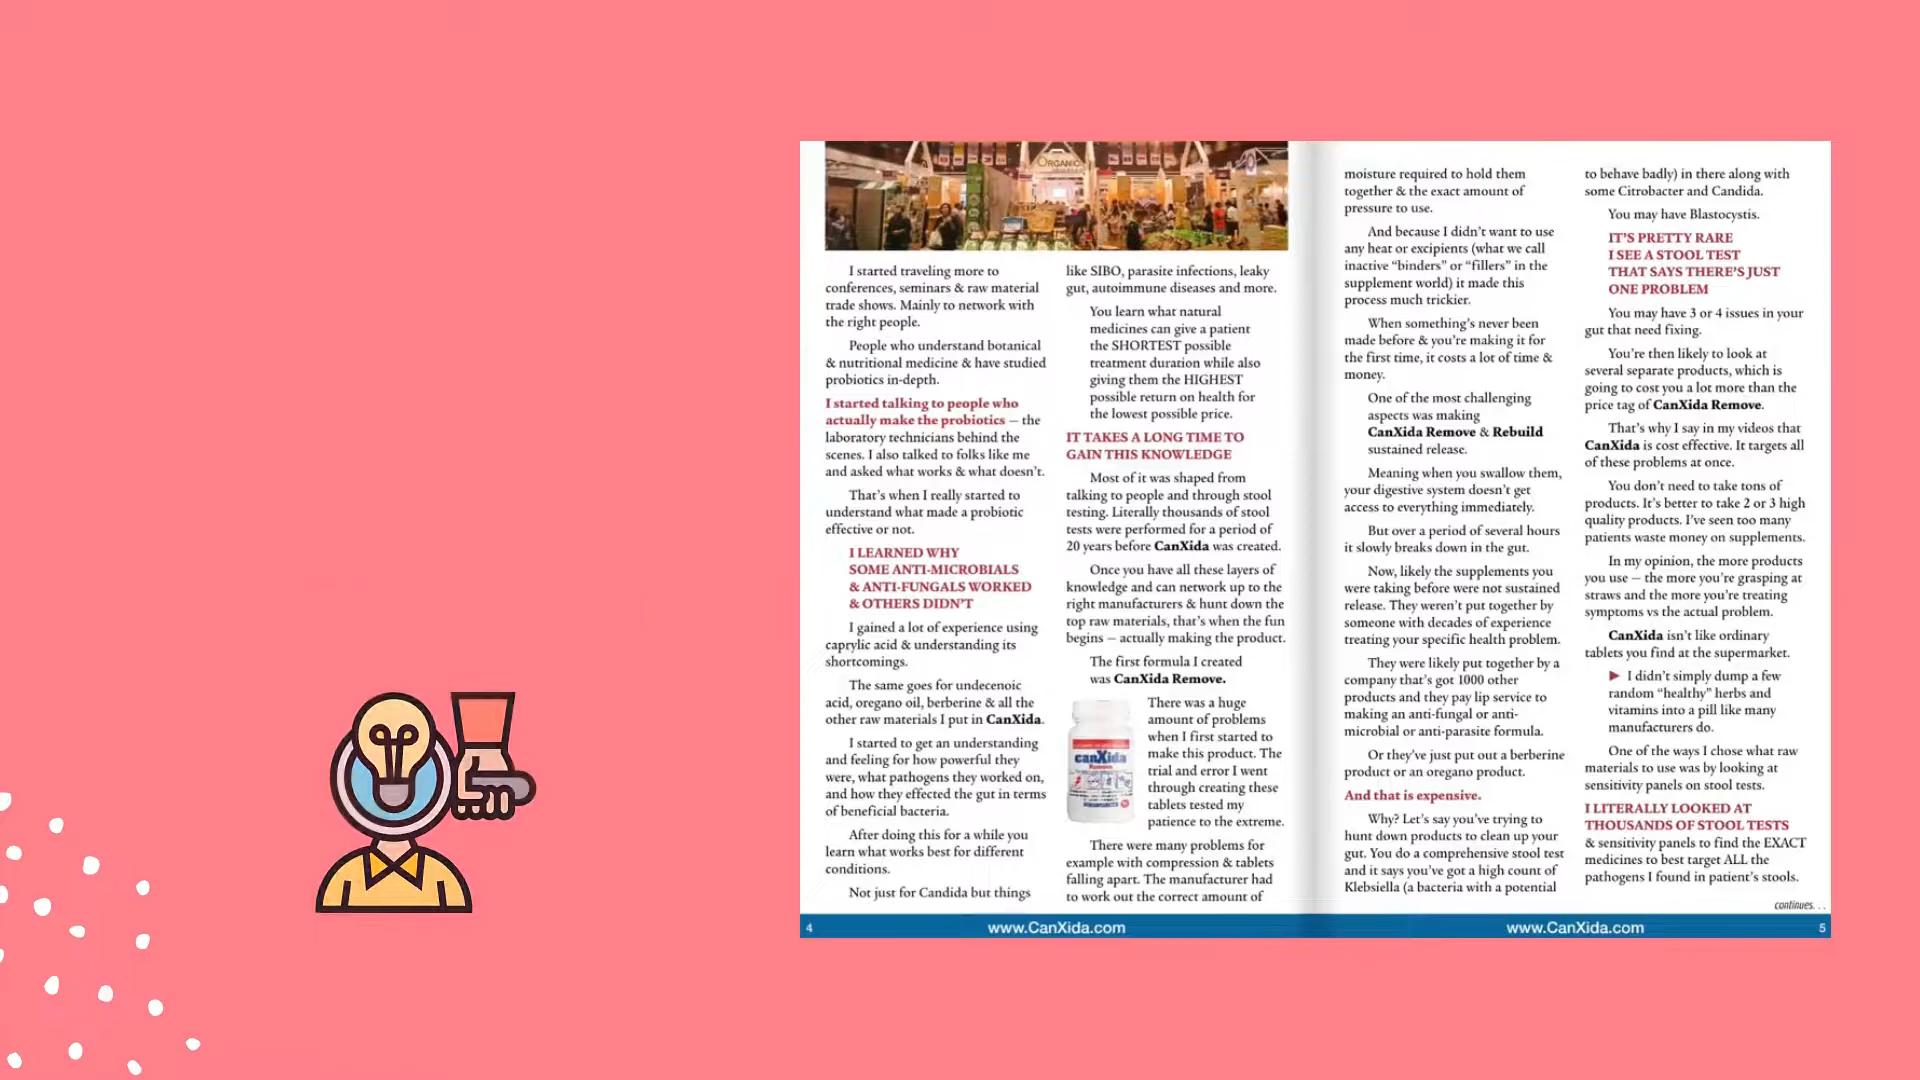 ORGANIC
I started traveling more to
conferences, seminars & raw material
trade shows. Mainly to network with
the right people.
People who understand botanical
& nutritional medicine & have studied
probiotics in-depth.
I started talking to people who
actually make the probiotics – the
laboratory technicians behind the
scenes. I also talked to folks like me
and asked what works & what doesn't.
That's when I really started to
understand what made a probiotic
effective or not.
I LEARNED WHY
SOME ANTI-MICROBIALS
& ANTI-FUNGALS WORKED
& OTHERS DIDN'T
I gained a lot of experience using
caprylic acid & understanding its
shortcomings.
The same goes for undecenoic
acid, oregano oil, berberine & all the
other raw materials I put in CanXida.
I started to get an understanding
and feeling for how powerful they
were, what pathogens they worked on,
and how they effected the gut in terms
of beneficial bacteria.
After doing this for a while you
learn what works best for different
conditions.
Not just for Candida but things
like SIBO, parasite infections, leaky
gut, autoimmune diseases and more.
You learn what natural
medicines can give a patient
the SHORTEST possible
treatment duration while also
giving them the HIGHEST
possible return on health for
the lowest possible price.
IT TAKES A LONG TIME TO
GAIN THIS KNOWLEDGE
Most of it was shaped from
talking to people and through stool
testing. Literally thousands of stool
tests were performed for a period of
20 years before CanXida was created.
Once you have all these layers of
knowledge and can network up to the
right manufacturers & hunt down the
top raw materials, that's when the fun
begins – actually making the product.
The first formula I created
was CanXida Remove.
There was a huge
amount of problems
when I first started to
make this product. The
trial and error I went
through creating these
tablets tested my
patience to the extreme.
canXida
Remove
There were many problems for
example with compression & tablets
falling apart. The manufacturer had
to work out the correct amount of
4
www.CanXida.com
moisture required to hold them
together & the exact amount of
pressure to use.
And because I didn't want to use
any heat or excipients (what we call
inactive "binders" or "fillers" in the
supplement world) it made this
process much trickier.
When something's never been
made before & you're making it for
the first time, it costs a lot of time &
money.
One of the most challenging
aspects was making
CanXida Remove & Rebuild
sustained release.
Meaning when you swallow them,
your digestive system doesn't get
access to everything immediately.
But over a period of several hours
it slowly breaks down in the gut.
Now, likely the supplements you
were taking before were not sustained
release. They weren't put together by
someone with decades of experience
treating your specific health problem.
They were likely put together by a
company that's got 1000 other
products and they pay lip service to
making an anti-fungal or anti-
microbial or anti-parasite formula.
Or they've just put out a berberine
product or an oregano product.
And that is expensive.
Why? Let's say you've trying to
hunt down products to clean up your
gut. You do a comprehensive stool test
and it says you've got a high count of
Klebsiella (a bacteria with a potential
to behave badly) in there along with
some Citrobacter and Candida.
You may have Blastocystis.
IT'S PRETTY RARE
I SEE A STOOL TEST
THAT SAYS THERE'S JUST
ONE PROBLEM
You may have 3 or 4 issues in your
gut that need fixing.
You're then likely to look at
several separate products, which is
going to cost you a lot more than the
price tag of CanXida Remove.
That's why I say in my videos that
CanXida is cost effective. It targets all
of these problems at once.
You don't need to take tons of
products. It's better to take 2 or 3 high
quality products. I've seen too many
patients waste money on supplements.
In my opinion, the more products
you use – the more you're grasping at
straws and the more you're treating
symptoms vs the actual problem.
CanXida isn't like ordinary
tablets you find at the supermarket.
► I didn't simply dump a few
random "healthy" herbs and
vitamins into a pill like many
manufacturers do.
One of the ways I chose what raw
materials to use was by looking at
sensitivity panels on stool tests.
I LITERALLY LOOKED AT
THOUSANDS OF STOOL TESTS
& sensitivity panels to find the EXACT
medicines to best target ALL the
pathogens I found in patient's stools.
continues. . .
www.CanXida.com
5